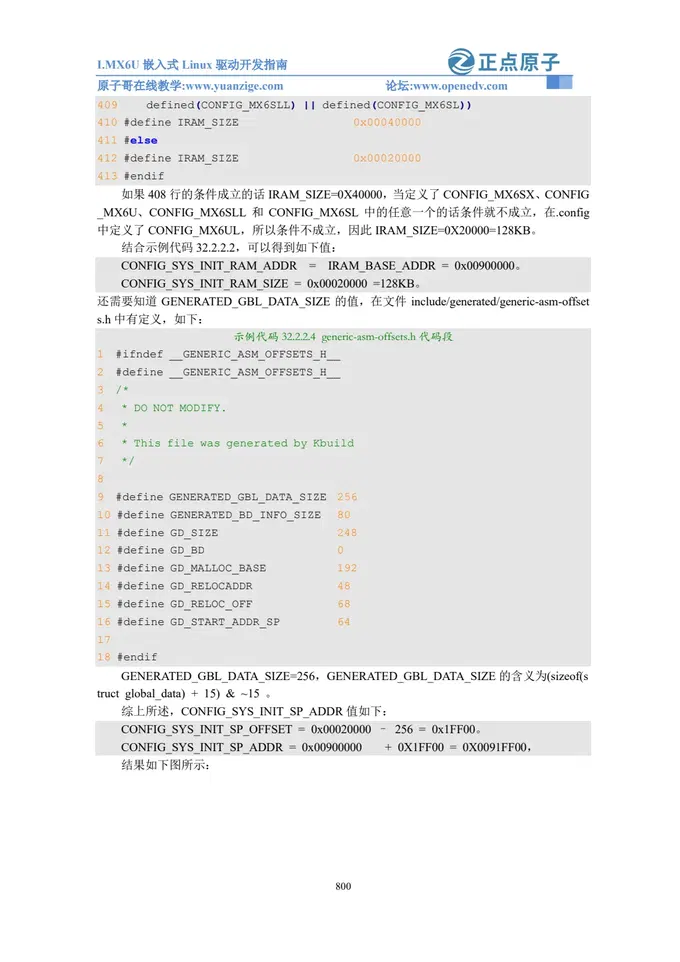 I.MX6U 嵌入式 Linux 驱动开发指南
正点原子
原子哥在线教学:www.yuanzige.com 论坛:www.openedv.com
409 defined(CONFIG_MX6SLL) || defined(CONFIG_MX6SL))
410 #define IRAM_SIZE 0x00040000
411 #else
412 #define IRAM_SIZE 0x00020000
413 #endif
如果 408 行的条件成立的话 IRAM_SIZE=0X40000，当定义了 CONFIG_MX6SX、CONFIG
_MX6U、CONFIG_MX6SLL 和 CONFIG_MX6SL 中的任意一个的话条件就不成立，在.config
中定义了 CONFIG_MX6UL，所以条件不成立，因此 IRAM_SIZE=0X20000=128KB。
结合示例代码 32.2.2.2，可以得到如下值：
CONFIG_SYS_INIT_RAM_ADDR = IRAM_BASE_ADDR = 0x00900000。
CONFIG_SYS_INIT_RAM_SIZE = 0x00020000 =128KB。
还需要知道 GENERATED_GBL_DATA_SIZE 的值，在文件 include/generated/generic-asm-offset
s.h 中有定义，如下：
示例代码 32.2.2.4 generic-asm-offsets.h 代码段
1 #ifndef __GENERIC_ASM_OFFSETS_H__
2 #define __GENERIC_ASM_OFFSETS_H__
3 /*
4 * DO NOT MODIFY.
5 *
6 * This file was generated by Kbuild
7 */
8
9 #define GENERATED_GBL_DATA_SIZE 256
10 #define GENERATED_BD_INFO_SIZE 80
11 #define GD_SIZE 248
12 #define GD_BD 0
13 #define GD_MALLOC_BASE 192
14 #define GD_RELOCADDR 48
15 #define GD_RELOC_OFF 68
16 #define GD_START_ADDR_SP 64
17
18 #endif
GENERATED_GBL_DATA_SIZE=256，GENERATED_GBL_DATA_SIZE 的含义为(sizeof(s
truct global_data) + 15) & ~15 。
综上所述，CONFIG_SYS_INIT_SP_ADDR 值如下：
CONFIG_SYS_INIT_SP_OFFSET = 0x00020000 – 256 = 0x1FF00。
CONFIG_SYS_INIT_SP_ADDR = 0x00900000 + 0X1FF00 = 0X0091FF00，
结果如下图所示：
800